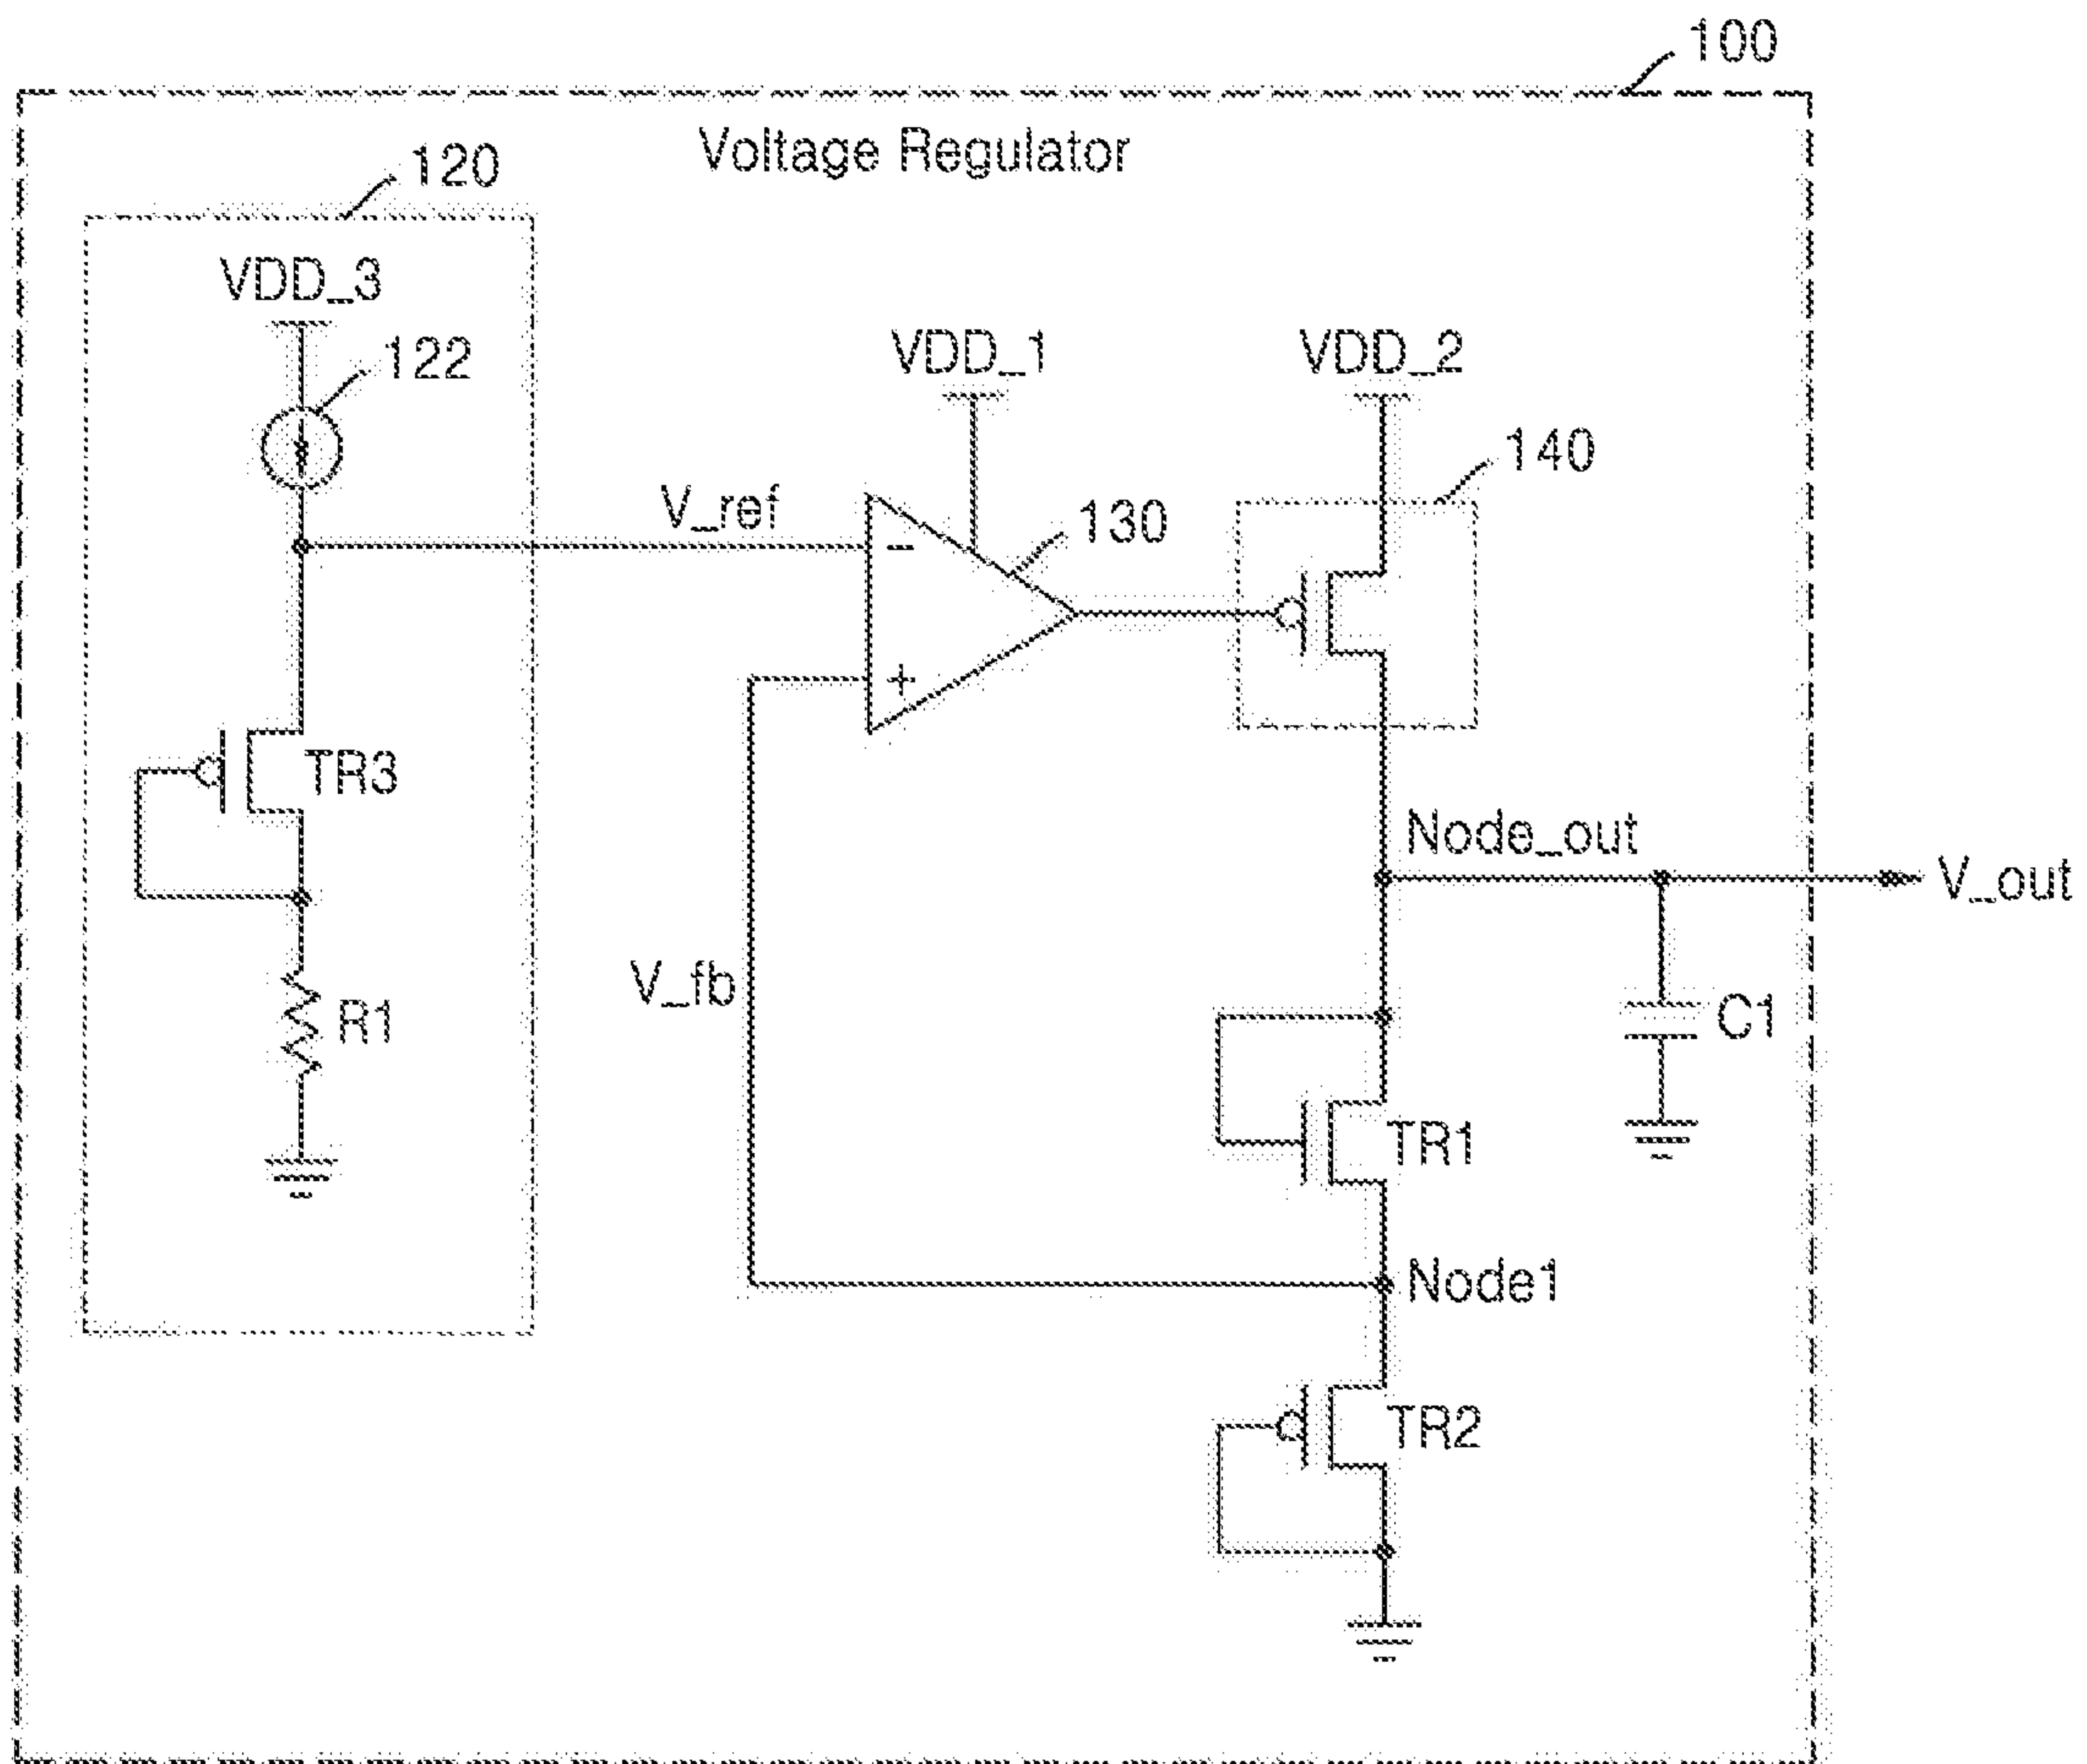 100
Voltage Regulator
120
VDD_3
122
VDD_1
VDD_2
140
V_ref
130
-
+
TR3
Node_out
V_out
V_fb
R1
C1
TR1
Node1
TR2